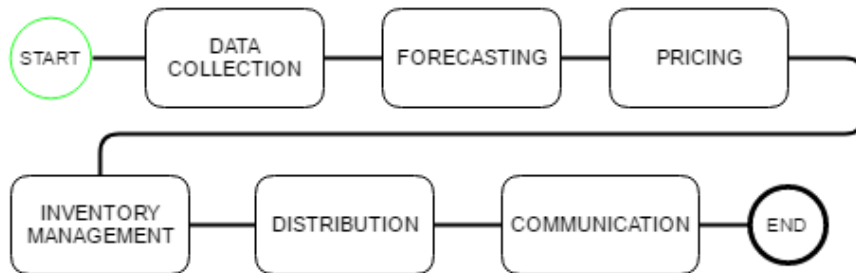 START
DATA
COLLECTION
FORECASTING
PRICING
INVENTORY
MANAGEMENT
DISTRIBUTION
COMMUNICATION
END